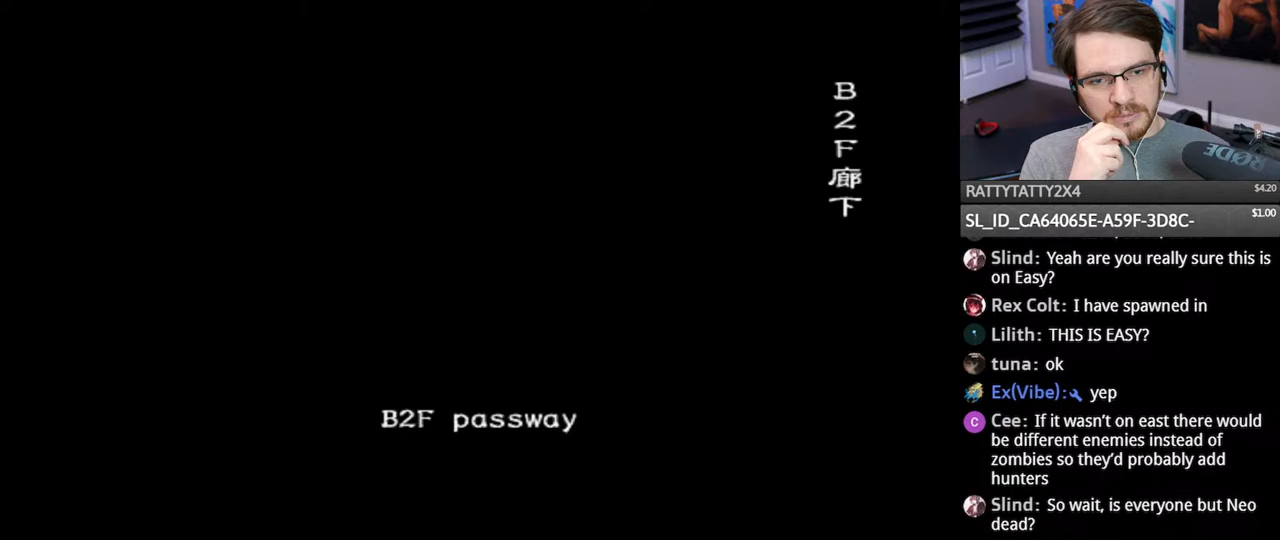 B2F廊下
B2F passway
RØDE
RATTYTATTY2X4
$4.20
SL_ID_CA64065E-A59F-3D8C-
$1.00
Slind: Yeah are you really sure this is
on Easy?
Rex Colt: I have spawned in
Lilith: THIS IS EASY?
tuna: ok
Ex(Vibe): yep
C
Cee: If it wasn't on east there would
be different enemies instead of
zombies so they'd probably add
hunters
Slind: So wait, is everyone but Neo
dead?